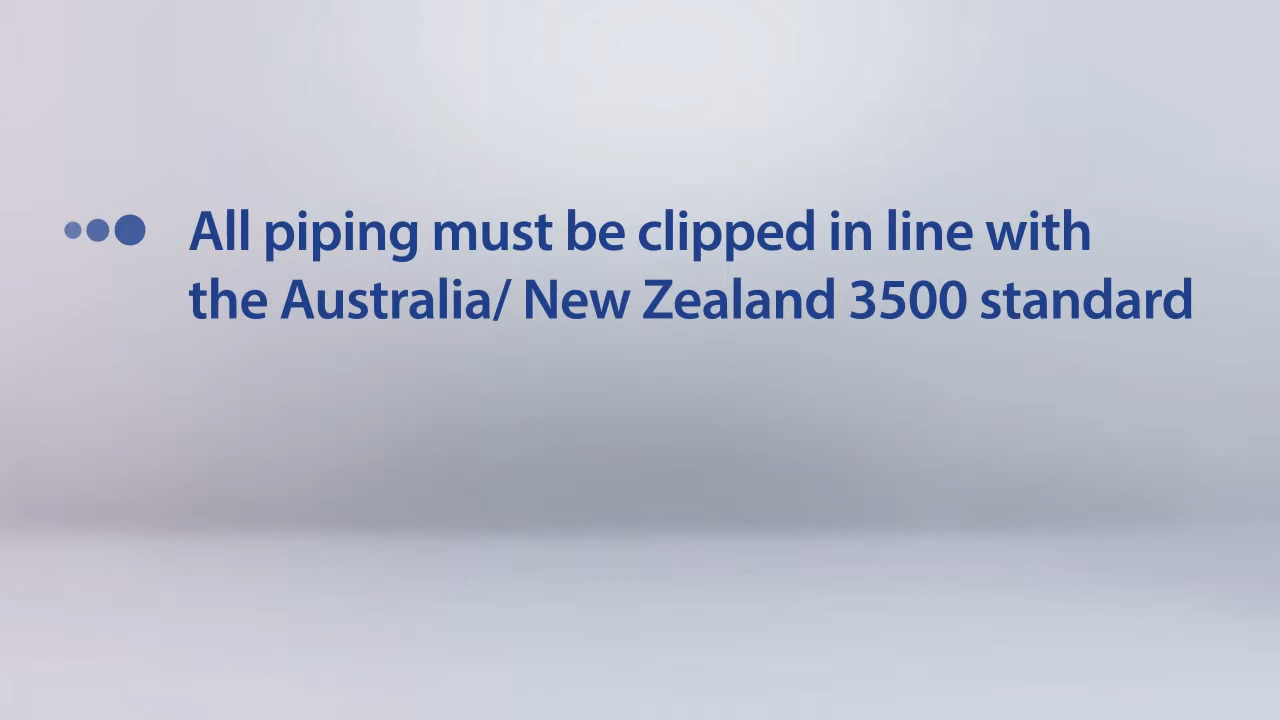 All piping must be clipped in line with
the Australia/ New Zealand 3500 standard